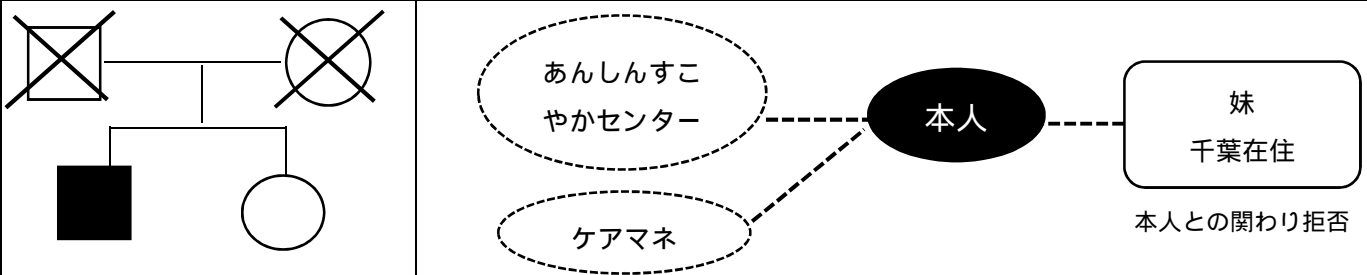 あんしんすこ
やかセンター
ケアマネ
本人
妹
千葉在住
本人との関わり拒否